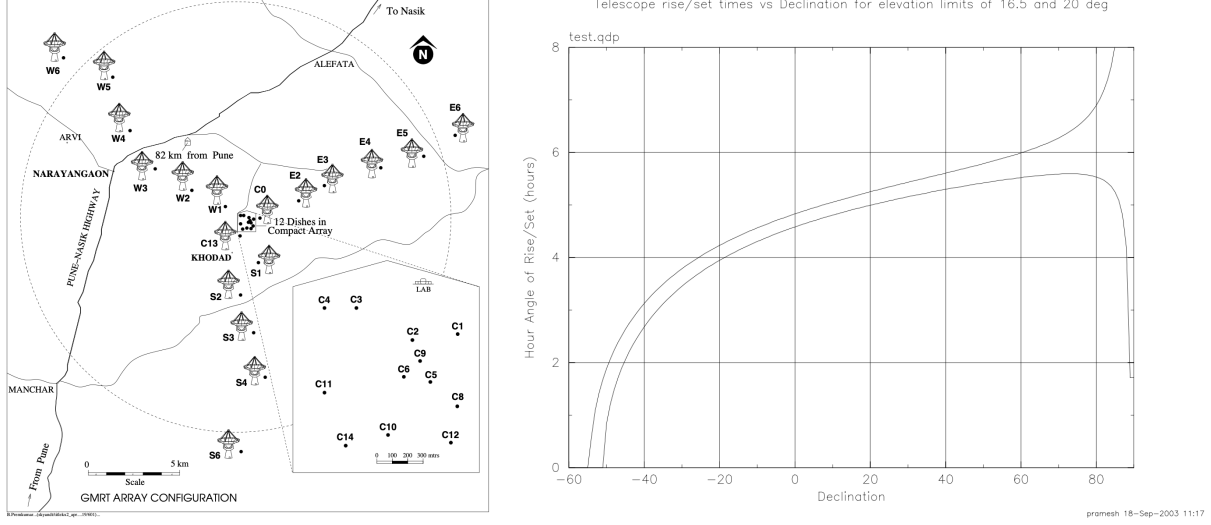 To Nasik
N
ALEFATA
W6
W5
W4
ARVI
82 km from Pune
NARAYANGAON
W3
W2
W1
C0
E2
E3
E4
E5
E6
12 Dishes in
Compact Array
C13
KHODAD
PUNE-NASIK HIGHWAY
S1
S2
S3
S4
S6
MANCHAR
From Pune
0 5 km
Scale
GMRT ARRAY CONFIGURATION
LAB
C4 C3
C1
C2
C9
C6
C5
C11
C8
C10
C14
C12
0 100 200 300 mtrs
Telescope rise/set times vs Declination for elevation limits of 16.5 and 20 deg
test.qdp
Hour Angle of Rise/Set (hours)
8
6
4
2
0
−60 −40 −20 0 20 40 60 80
Declination
pramesh 18−Sep−2003 11:17